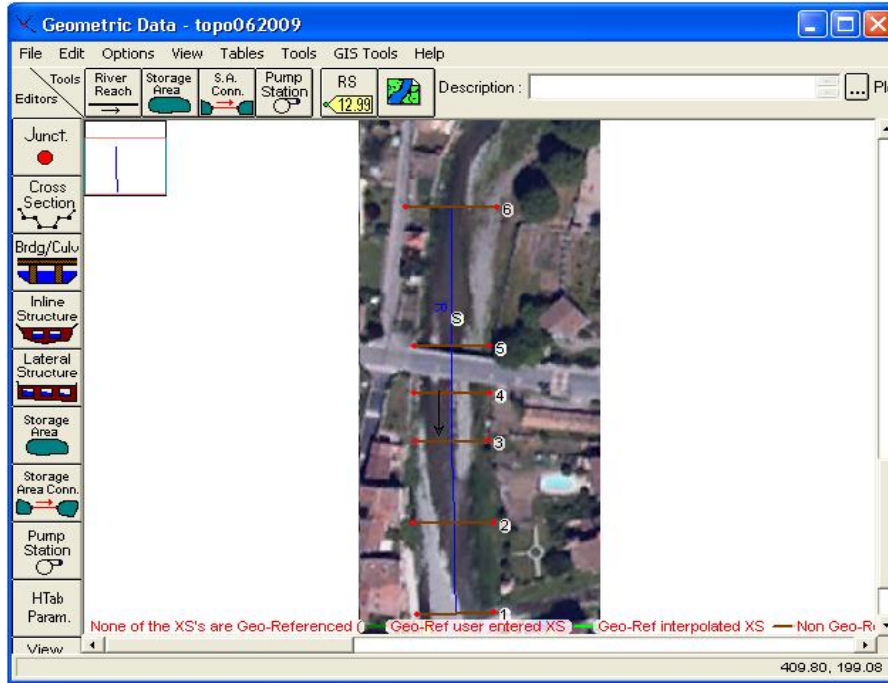 Geometric Data - topo062009
File Edit Options View Tables Tools GIS Tools Help
Tools
Editors
River
Reach
Storage
Area
S.A.
Conn.
Pump
Station
RS
12.99
Description :
...
Junct.
Cross
Section
Brdg/Culv
Inline
Structure
Lateral
Structure
Storage
Area
Storage
Area Conn.
Pump
Station
HTab
Param.
View
6
S
5
4
3
2
1
None of the XS's are Geo-Referenced ( Geo-Ref user entered XS Geo-Ref interpolated XS Non Geo-R
409.80, 199.08